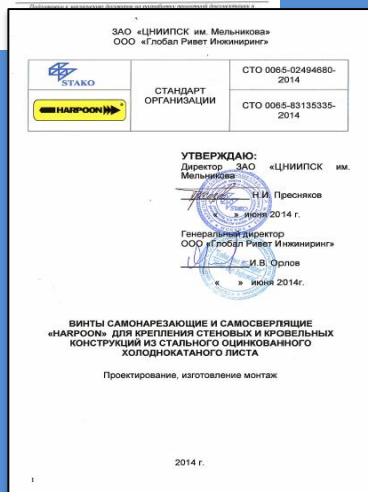 ЗАО «ЦНИИПСК им. Мельникова»
ООО «Глобал Ривет Инжиниринг»
STAKO
HARPOON
СТАНДАРТ
ОРГАНИЗАЦИИ
СТО 0065-02494680-
2014
СТО 0065-83135335-
2014
УТВЕРЖДАЮ:
Директор ЗАО «ЦНИИПСК им.
Мельникова
Н.И. Пресняков
« » июня 2014 г.
Генеральный директор
ООО «Глобал Ривет Инжиниринг»
И.В. Орлов
« » июня 2014г.
ВИНТЫ САМОНАРЕЗАЮЩИЕ И САМОСВЕРЛЯЩИЕ
«HARPOON» ДЛЯ КРЕПЛЕНИЯ СТЕНОВЫХ И КРОВЕЛЬНЫХ
КОНСТРУКЦИЙ ИЗ СТАЛЬНОГО ОЦИНКОВАННОГО
ХОЛОДНОКАТАНОГО ЛИСТА
Проектирование, изготовление монтаж
2014 г.
1